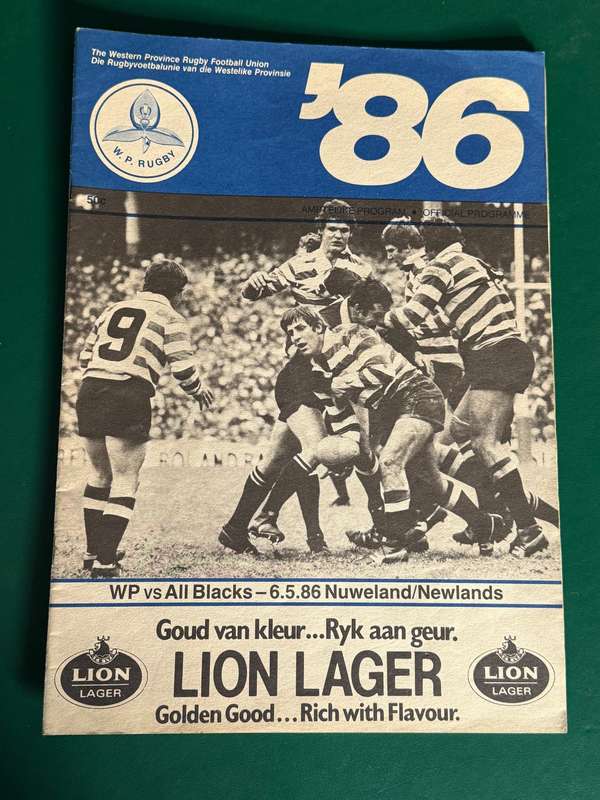 The Western Province Rugby Football Union
Die Rugbyvoetbalunie van die Westelike Provinsie
'86
W.P. RUGBY
50c
AMPTELIKE PROGRAM • OFFICIAL PROGRAMME
9
WP vs All Blacks – 6.5.86 Nuweland/Newlands
Goud van kleur...Ryk aan geur.
LION LAGER
Golden Good...Rich with Flavour.
LION
LAGER
LION
LAGER